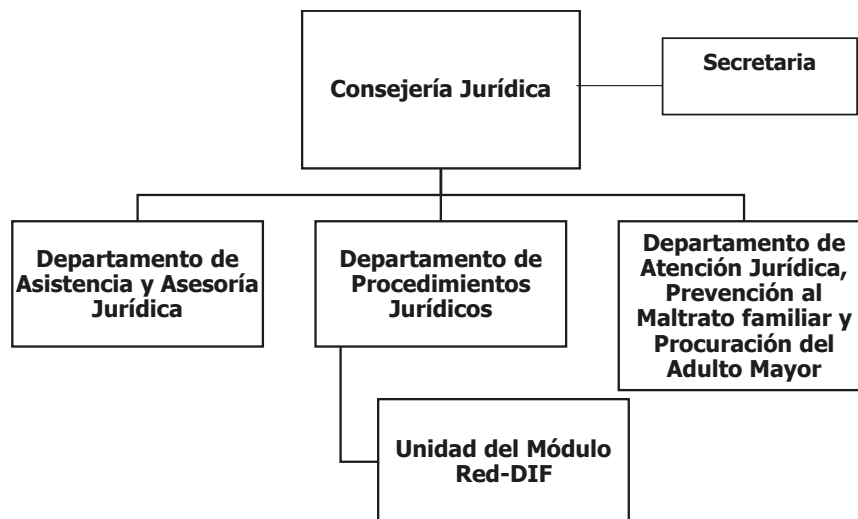 Consejería Jurídica
Secretaria
Departamento de
Asistencia y Asesoría
Jurídica
Departamento de
Procedimientos
Jurídicos
Departamento de
Atención Jurídica,
Prevención al
Maltrato familiar y
Procuración del
Adulto Mayor
Unidad del Módulo
Red-DIF